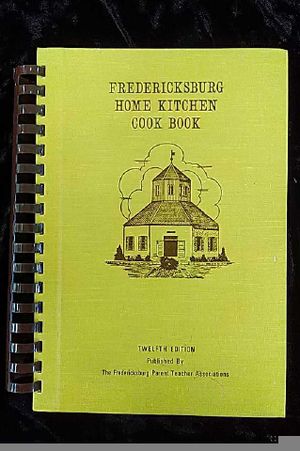 FREDERICKSBURG
HOME KITCHEN
COOK BOOK
TWELFTH EDITION
Published By
The Fredericksburg Parent Teacher Associations